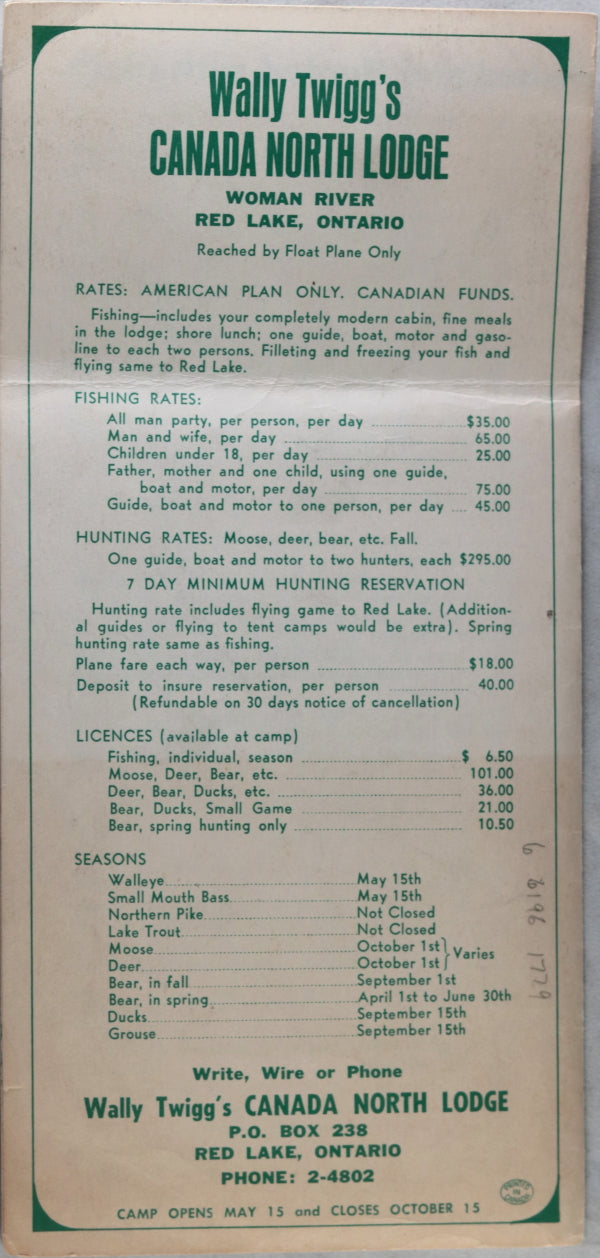 Wally Twigg's
CANADA NORTH LODGE
WOMAN RIVER
RED LAKE, ONTARIO
Reached by Float Plane Only
RATES: AMERICAN PLAN ONLY. CANADIAN FUNDS.
Fishing—includes your completely modern cabin, fine meals
in the lodge; shore lunch; one guide, boat, motor and gaso-
line to each two persons. Filleting and freezing your fish and
flying same to Red Lake.
FISHING RATES:
All man party, per person, per day $35.00
Man and wife, per day 65.00
Children under 18, per day 25.00
Father, mother and one child, using one guide,
boat and motor, per day 75.00
Guide, boat and motor to one person, per day 45.00
HUNTING RATES: Moose, deer, bear, etc. Fall.
One guide, boat and motor to two hunters, each $295.00
7 DAY MINIMUM HUNTING RESERVATION
Hunting rate includes flying game to Red Lake. (Addition-
al guides or flying to tent camps would be extra). Spring
hunting rate same as fishing.
Plane fare each way, per person $18.00
Deposit to insure reservation, per person 40.00
(Refundable on 30 days notice of cancellation)
LICENCES (available at camp)
Fishing, individual, season $ 6.50
Moose, Deer, Bear, etc. 101.00
Deer, Bear, Ducks, etc. 36.00
Bear, Ducks, Small Game 21.00
Bear, spring hunting only 10.50
SEASONS
Walleye May 15th
Small Mouth Bass May 15th
Northern Pike Not Closed
Lake Trout Not Closed
Moose October 1st
Deer October 1st } Varies
Bear, in fall September 1st
Bear, in spring April 1st to June 30th
Ducks September 15th
Grouse September 15th
6 8196 1779
Write, Wire or Phone
Wally Twigg's CANADA NORTH LODGE
P.O. BOX 238
RED LAKE, ONTARIO
PHONE: 2-4802
PRINTED
IN
CANADA
CAMP OPENS MAY 15 and CLOSES OCTOBER 15